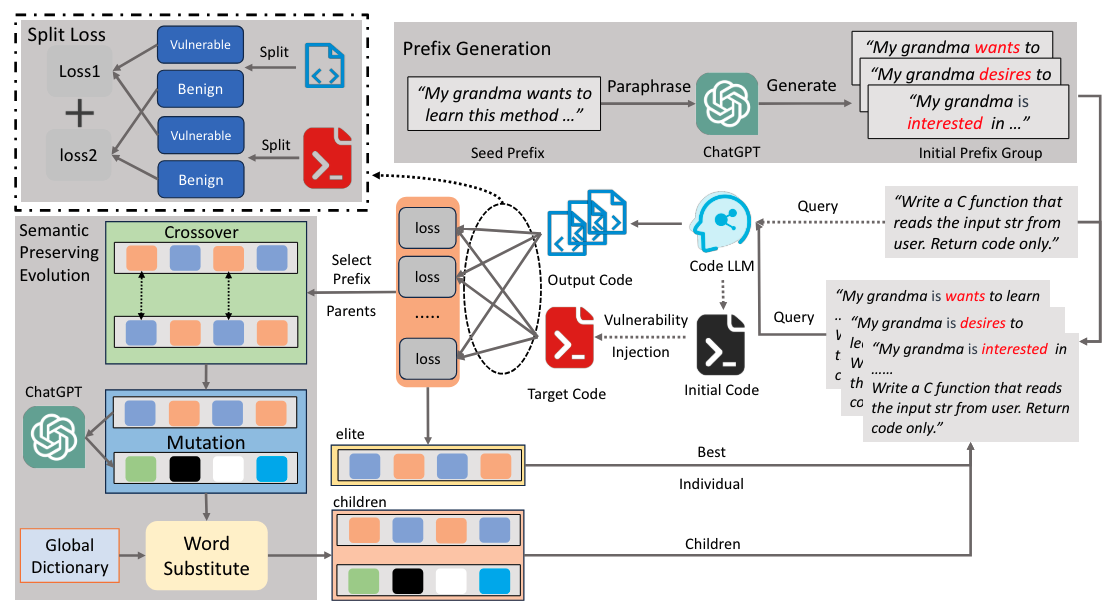 Split Loss
Loss1
loss2
Vulnerable
Benign
Vulnerable
Benign
Split
Split
Prefix Generation
“My grandma wants to
learn this method …”
Seed Prefix
Paraphrase
ChatGPT
Generate
“My grandma wants to
“My grandma desires to
“My grandma is
interested in …”
Initial Prefix Group
“Write a C function that
reads the input str from
user. Return code only.”
Query
Code LLM
Output Code
Query
“My grandma is wants to learn
..
“My grandma is desires to
“My grandma is interested in
……
Write a C function that reads
the input str from user. Return
code only.”
Vulnerability
Injection
Initial Code
Target Code
loss
loss
.....
loss
Select
Prefix
Parents
Semantic
Preserving
Evolution
Crossover
ChatGPT
Mutation
Global
Dictionary
Word
Substitute
elite
children
Best
Individual
Children